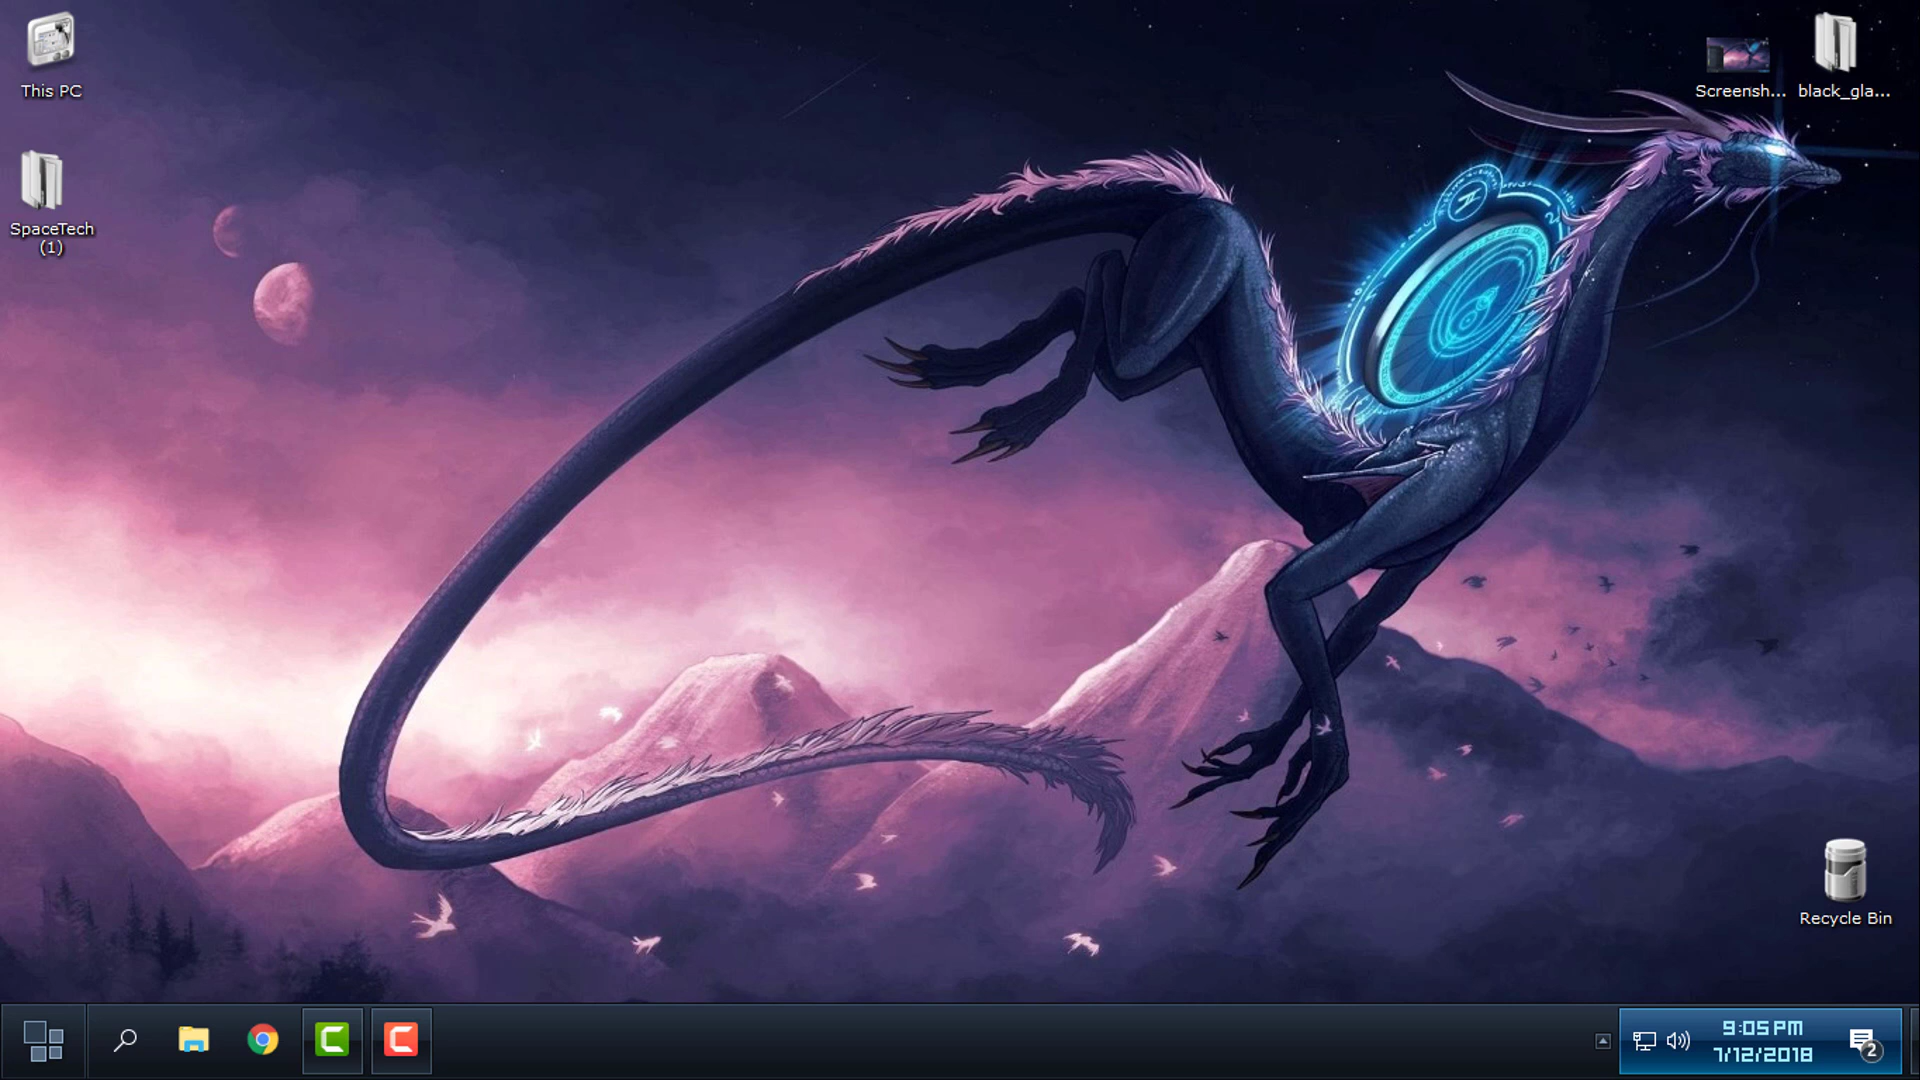 This PC
SpaceTech
(1)
Screensh...
black_gla...
Recycle Bin
9:05 PM
7/12/2018
2